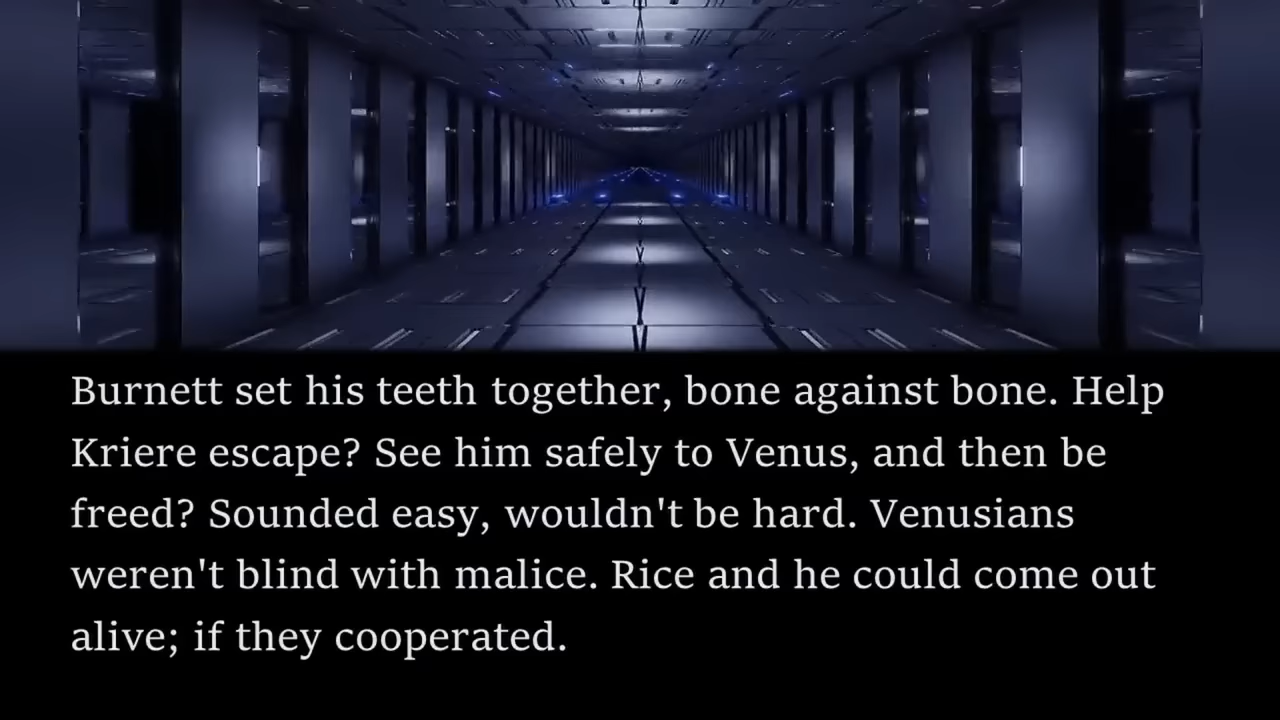 Burnett set his teeth together, bone against bone. Help
Kriere escape? See him safely to Venus, and then be
freed? Sounded easy, wouldn't be hard. Venusians
weren't blind with malice. Rice and he could come out
alive; if they cooperated.